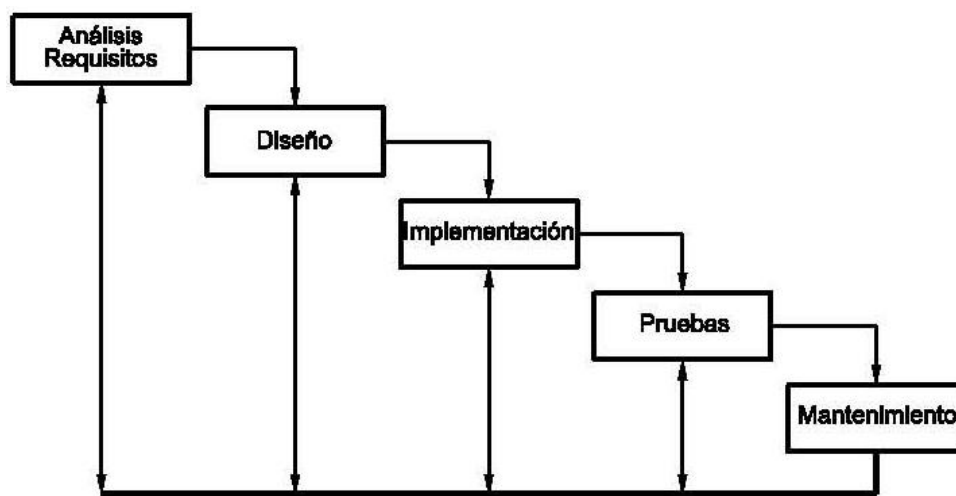 Análisis
Requisitos
Diseño
Implementación
Pruebas
Mantenimiento